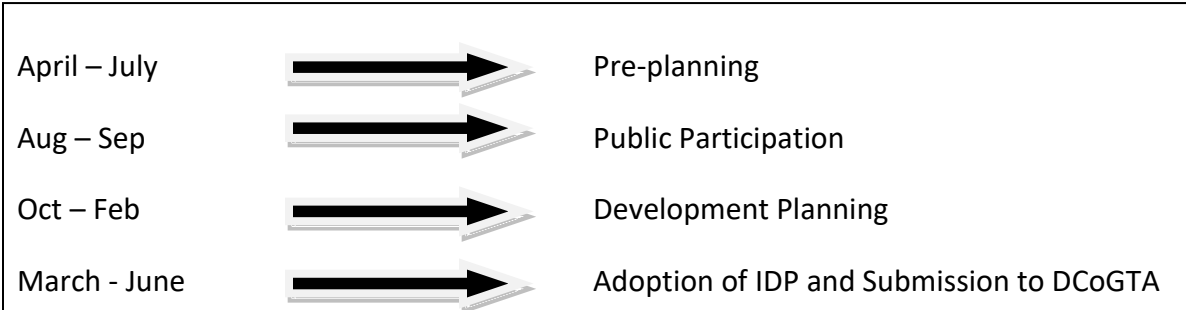 April – July Pre-planning
Aug – Sep Public Participation
Oct – Feb Development Planning
March - June Adoption of IDP and Submission to DCoGTA